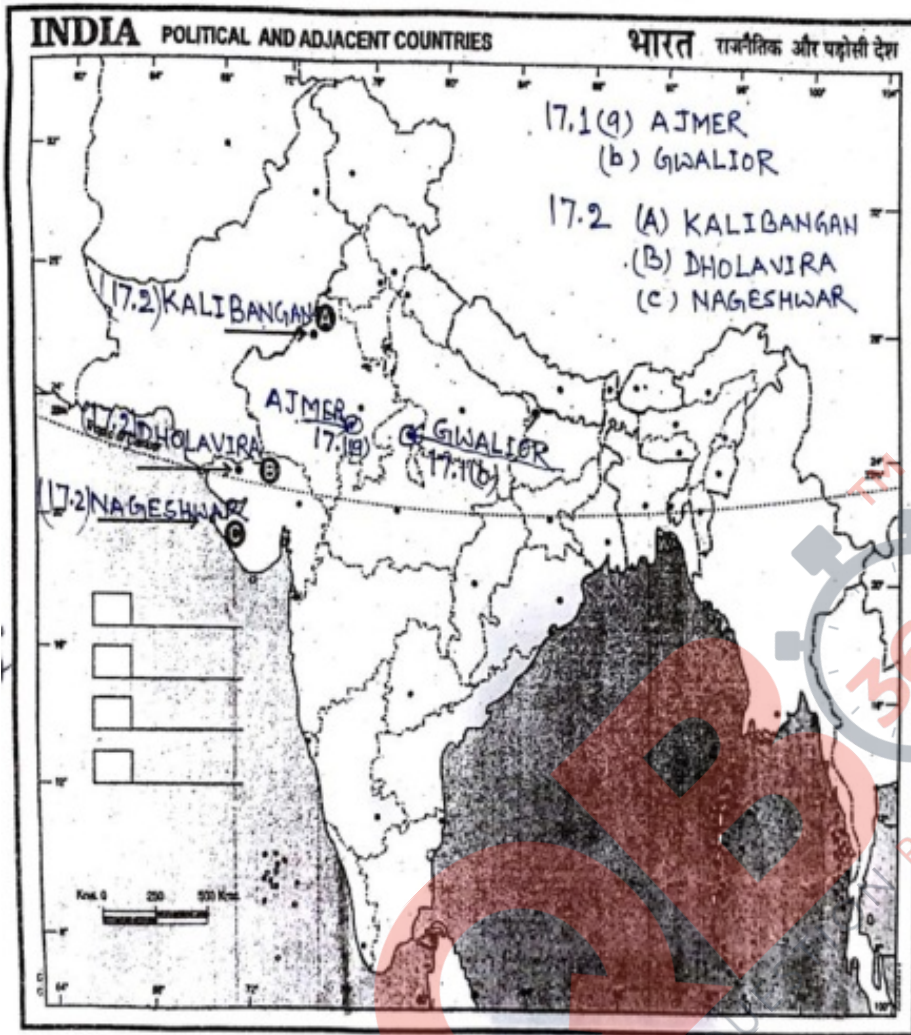 INDIA POLITICAL AND ADJACENT COUNTRIES
भारत राजनैतिक और पड़ोसी देश
17.1(a) AJMER
(b) GWALIOR
17.2 (A) KALIBANGAN
(B) DHOLAVIRA
(C) NAGESHWAR
(17.2) KALIBANGAN A
AJMER
17.1(a)
GWALIOR
17.1(b)
(17.2) DHOLAVIRA
B
(17.2) NAGESHWAR
C
Kms. 0 250 500 Kms.
TM